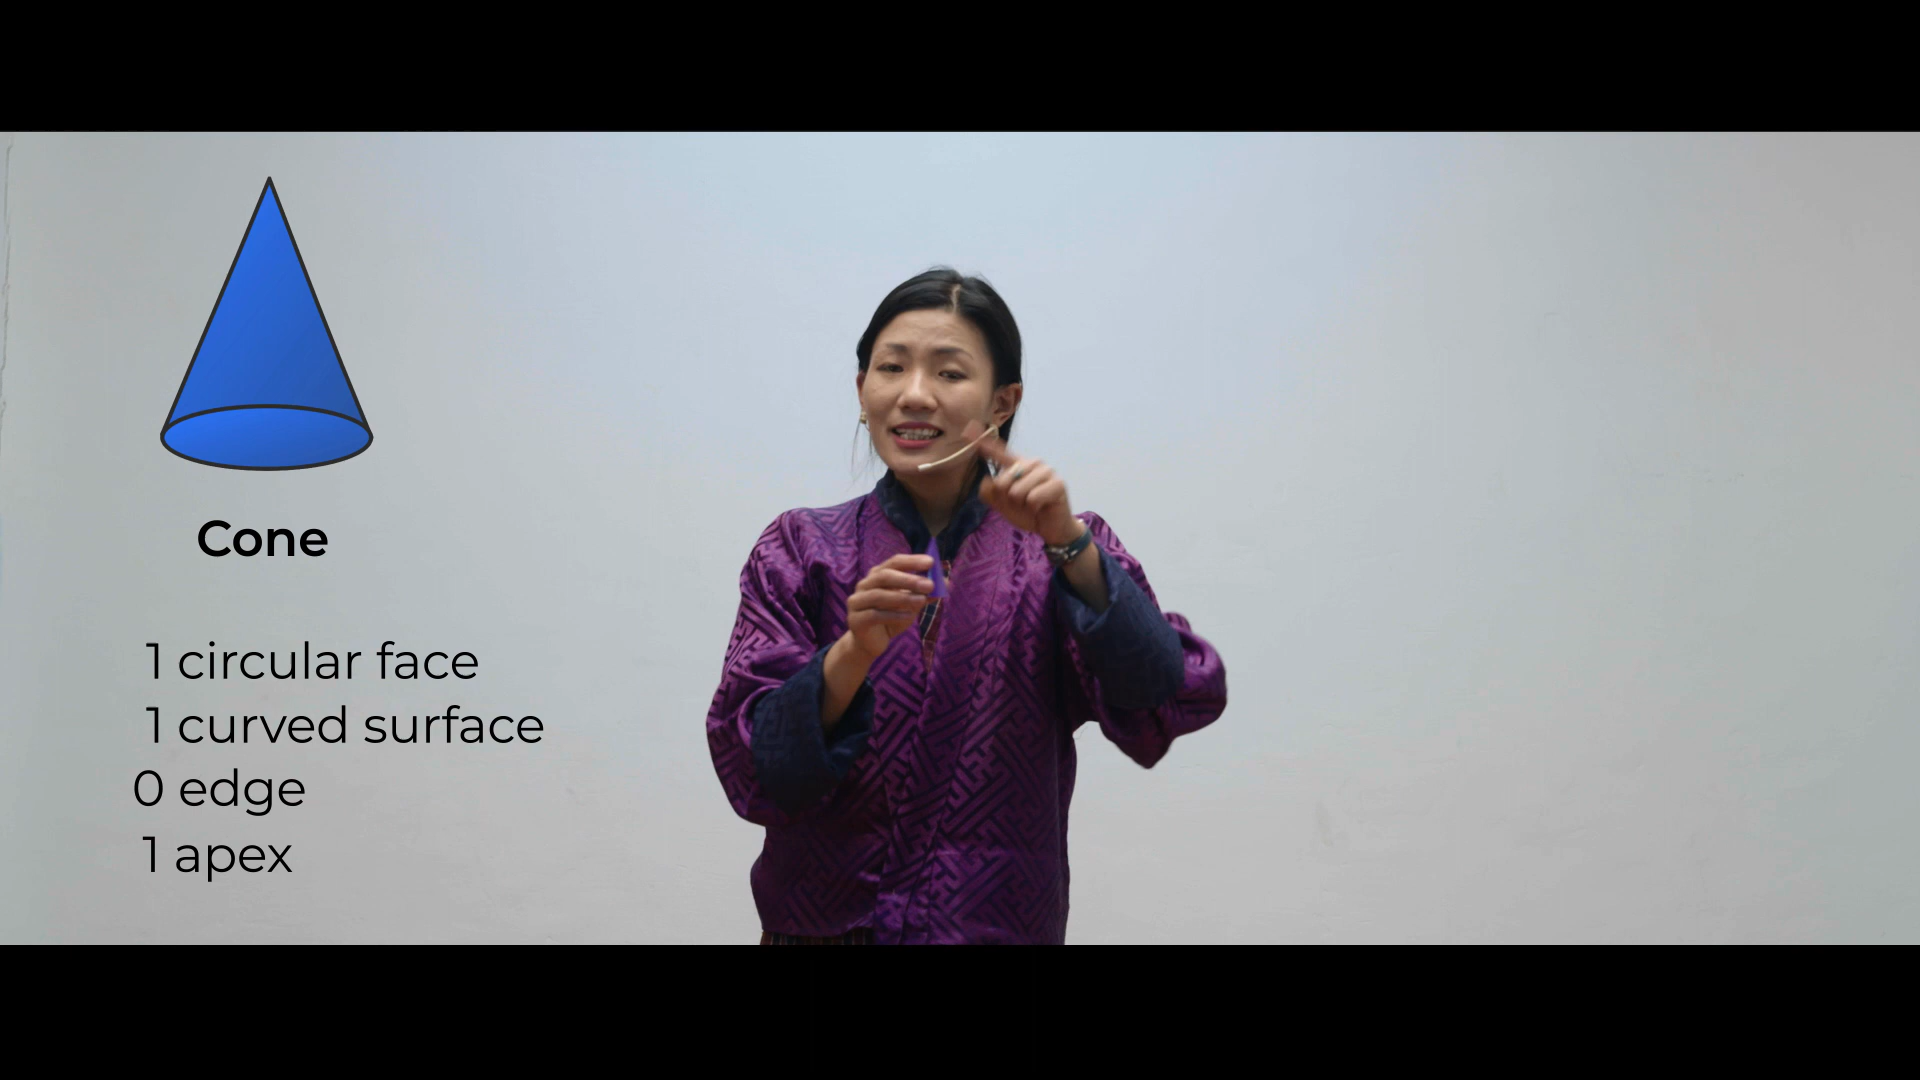 Cone
1 circular face
1 curved surface
0 edge
1 apex